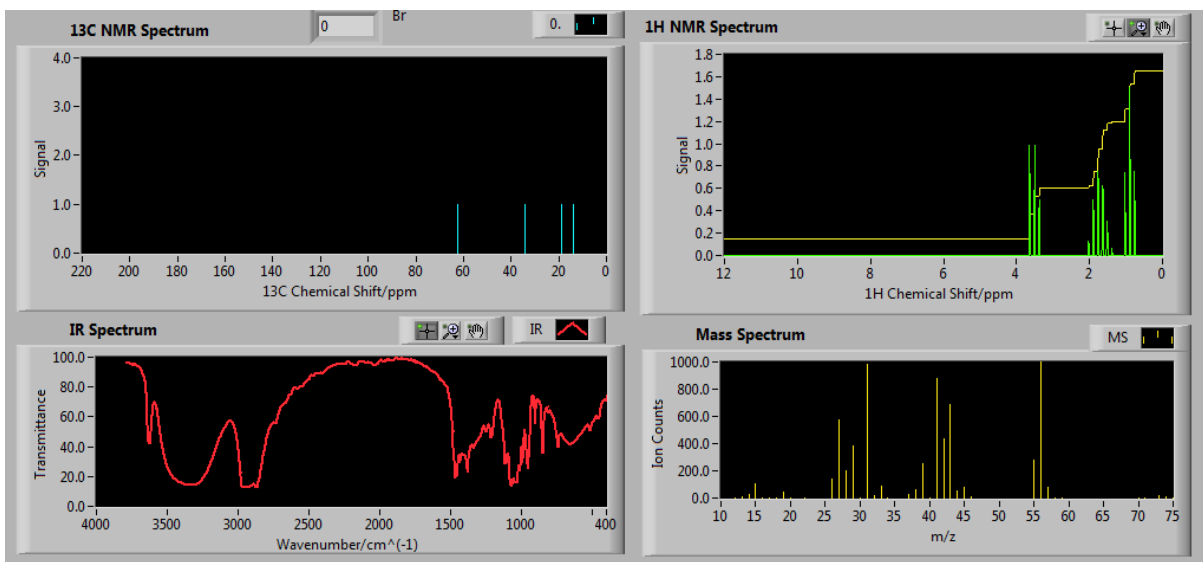 13C NMR Spectrum
0
Br
0.
4.0
3.0
2.0
1.0
0.0
Signal
220 200 180 160 140 120 100 80 60 40 20 0
13C Chemical Shift/ppm
1H NMR Spectrum
1.8
1.6
1.4
1.2
1.0
0.8
0.6
0.4
0.2
0.0
Signal
12 10 8 6 4 2 0
1H Chemical Shift/ppm
IR Spectrum
IR
100.0
80.0
60.0
40.0
20.0
0.0
Transmittance
4000 3500 3000 2500 2000 1500 1000 400
Wavenumber/cm^(-1)
Mass Spectrum
MS
1000.0
800.0
600.0
400.0
200.0
0.0
Ion Counts
10 15 20 25 30 35 40 45 50 55 60 65 70 75
m/z